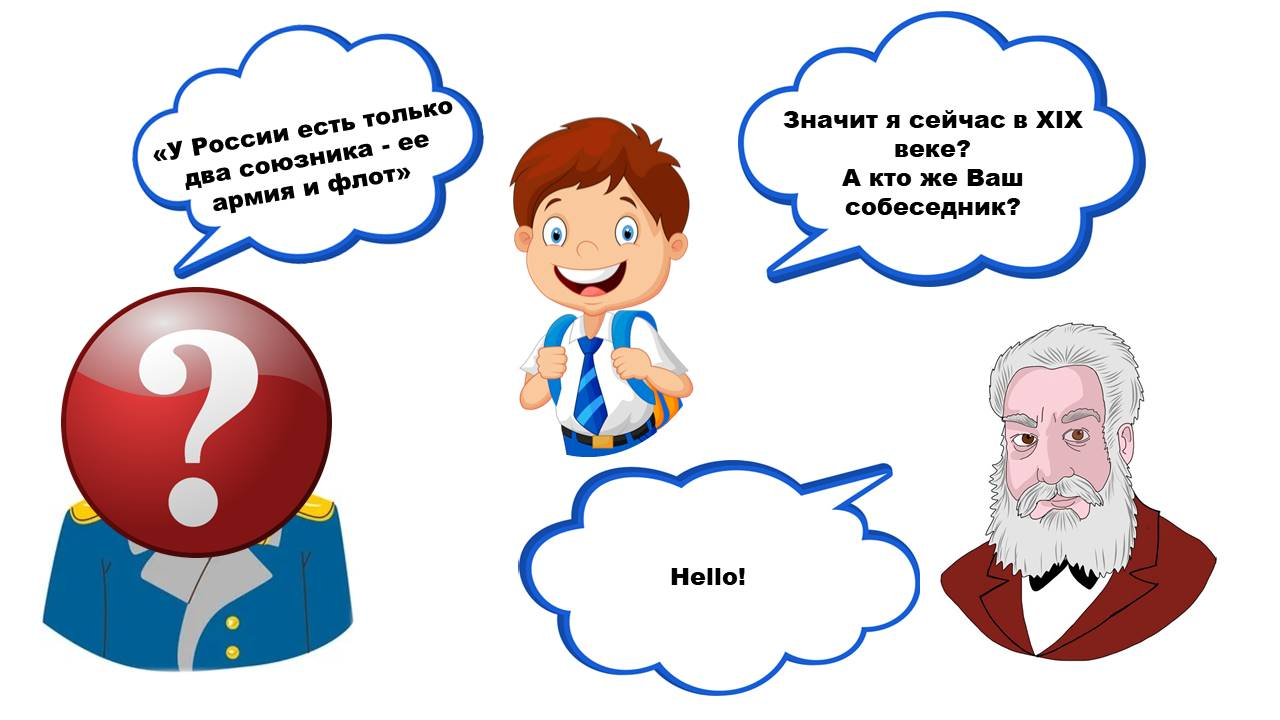 «У России есть только
два союзника - ее
армия и флот»
Значит я сейчас в XIX
веке?
А кто же Ваш
собеседник?
?
Hello!